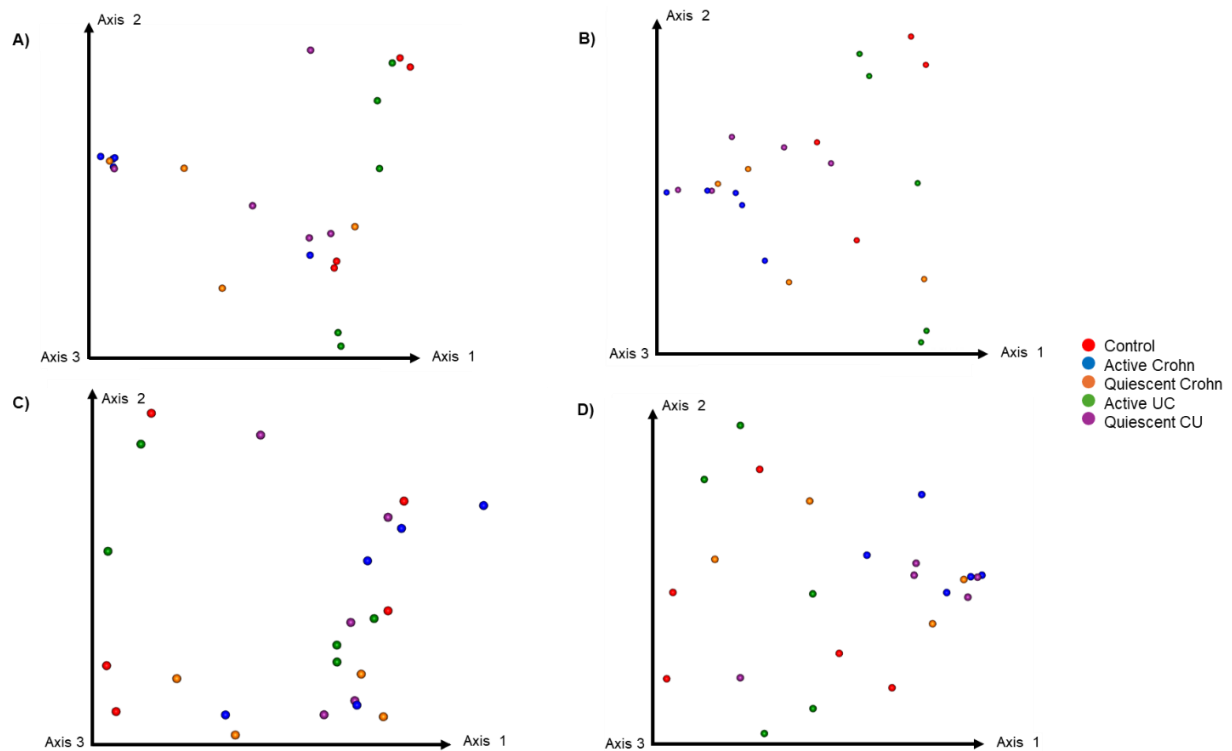 A)
Axis 2
Axis 3
Axis 1
B)
Axis 2
Axis 3
Axis 1
Control
Active Crohn
Quiescent Crohn
Active UC
Quiescent CU
C)
Axis 2
Axis 3
Axis 1
D)
Axis 2
Axis 3
Axis 1